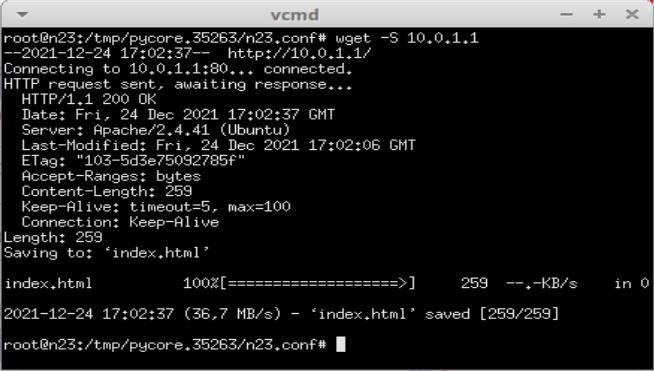 vcmd
root@n23:/tmp/pycore.35263/n23.conf# wget -S 10.0.1.1
--2021-12-24 17:02:37--  http://10.0.1.1/
Connecting to 10.0.1.1:80... connected.
HTTP request sent, awaiting response...
  HTTP/1.1 200 OK
  Date: Fri, 24 Dec 2021 17:02:37 GMT
  Server: Apache/2.4.41 (Ubuntu)
  Last-Modified: Fri, 24 Dec 2021 17:02:06 GMT
  ETag: "103-5d3e75092785f"
  Accept-Ranges: bytes
  Content-Length: 259
  Keep-Alive: timeout=5, max=100
  Connection: Keep-Alive
Length: 259
Saving to: ‘index.html’
index.html          100%[===================>]     259  --.-KB/s    in 0
2021-12-24 17:02:37 (36,7 MB/s) - ‘index.html’ saved [259/259]
root@n23:/tmp/pycore.35263/n23.conf#